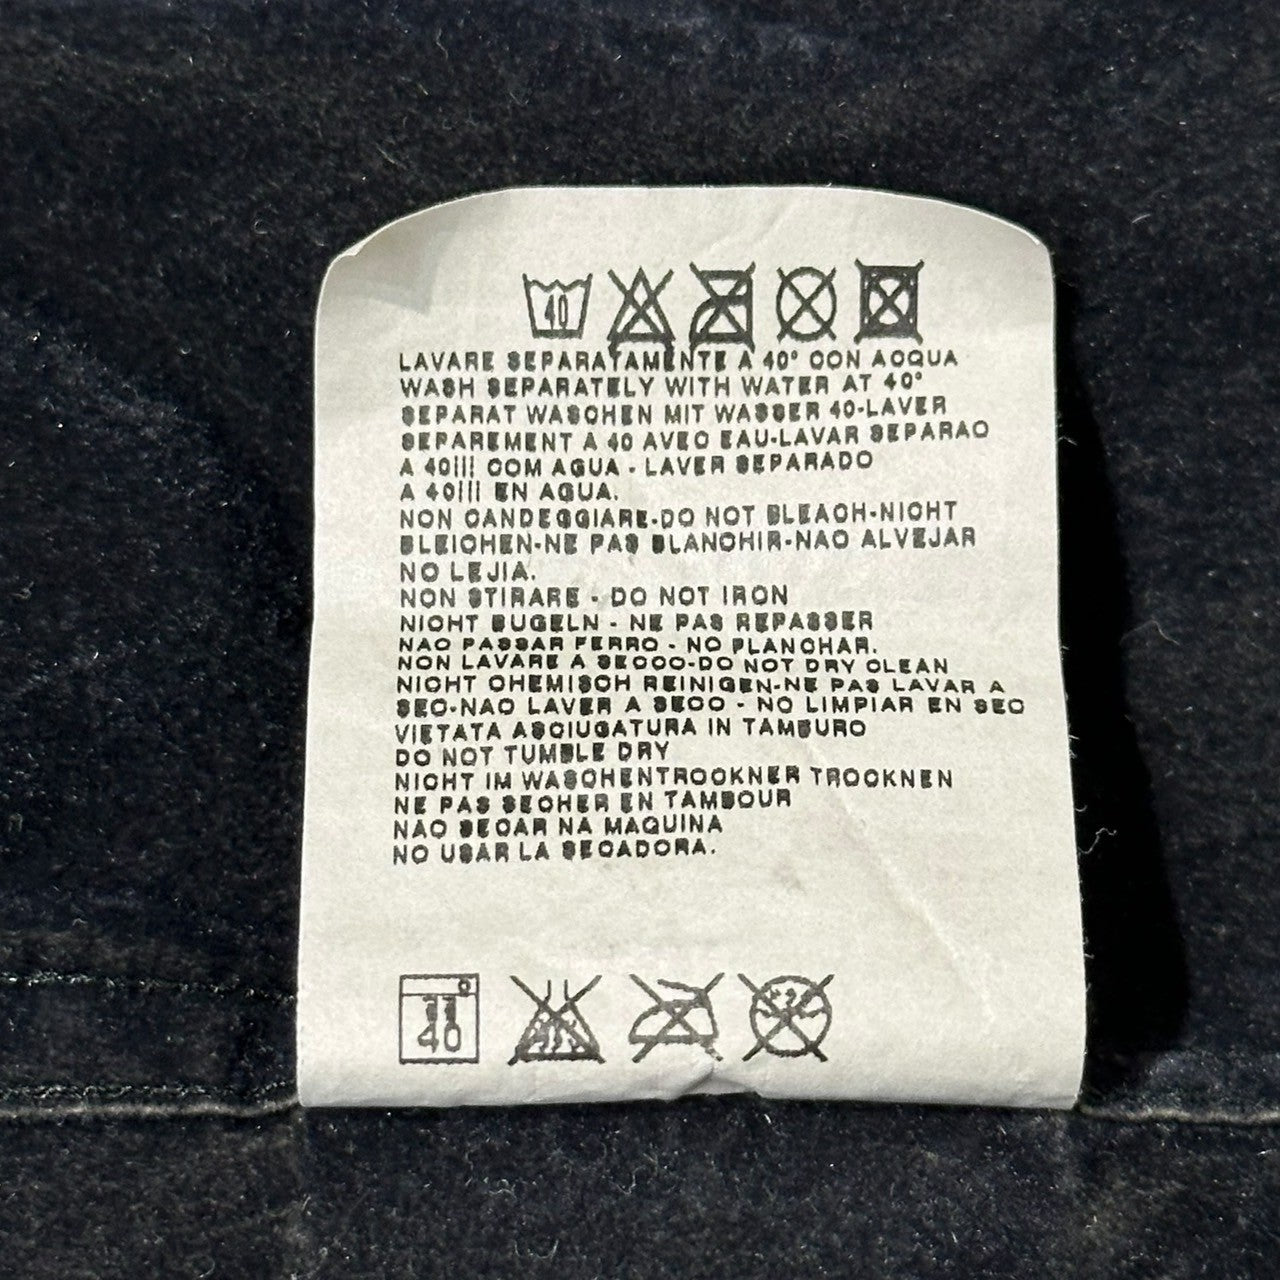 40
LAVARE SEPARATAMENTE A 40° CON ACQUA
WASH SEPARATELY WITH WATER AT 40°
SEPARAT WASCHEN MIT WASSER 40-LAVER
SEPAREMENT A 40 AVEC EAU-LAVAR SEPARAO
A 40||| COM AGUA - LAVER SEPARADO
A 40||| EN AGUA.
NON CANDEGGIARE-DO NOT BLEACH-NICHT
BLEICHEN-NE PAS BLANCHIR-NAO ALVEJAR
NO LEJIA.
NON STIRARE - DO NOT IRON
NICHT BUGELN - NE PAS REPASSER
NAO PASSAR FERRO - NO PLANCHAR.
NON LAVARE A SECCO-DO NOT DRY CLEAN
NICHT CHEMISCH REINIGEN-NE PAS LAVAR A
SEC-NAO LAVER A SECO - NO LIMPIAR EN SEC
VIETATA ASCIUGATURA IN TAMBURO
DO NOT TUMBLE DRY
NICHT IM WASCHENTROCKNER TROCKNEN
NE PAS SECHER EN TAMBOUR
NAO SECAR NA MAQUINA
NO USAR LA SECADORA.
40